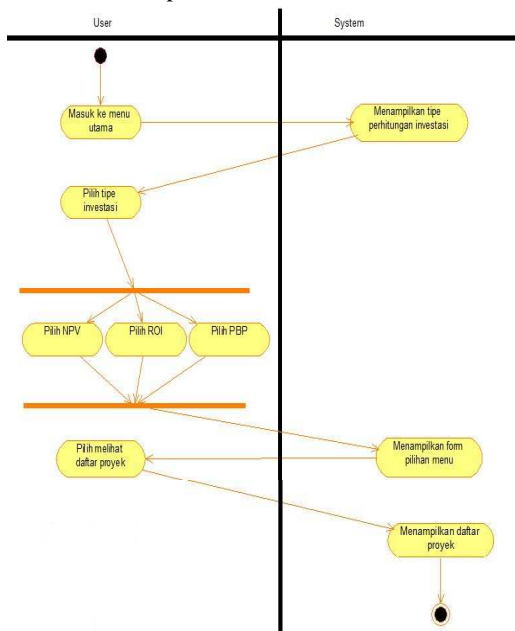 User
System
Masuk ke menu
utama
Menampilkan tipe
perhitungan investasi
Pilih tipe
investasi
Pilih NPV
Pilih ROI
Pilih PBP
Pilih melihat
daftar proyek
Menampilkan form
pilihan menu
Menampilkan daftar
proyek